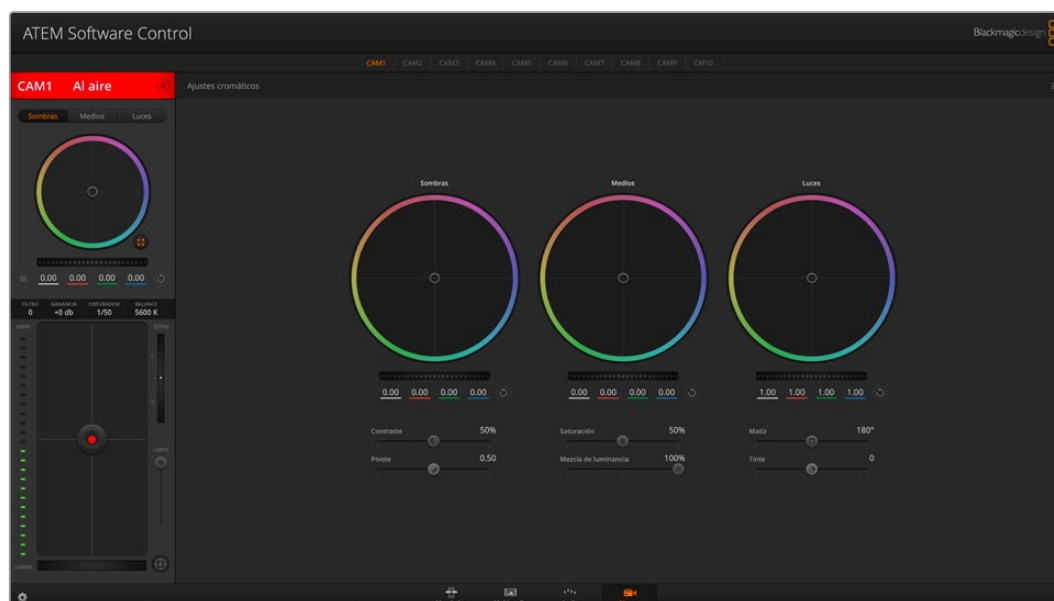 ATEM Software Control
Blackmagicdesign
CAM1 CAM2 CAM3 CAM4 CAM5 CAM6 CAM7 CAM8 CAM9 CM10
CAM1 Al aire
Ajustes cromáticos
Sombras Medios Luces
0.00 0.00 0.00 0.00
FILTRO GANANCIA OBTURADOR BALANCE
0 +0 db 1/50 5600 K
ABRIR ZOOM
LÍMITE
CERRAR
Sombras Medios Luces
0.00 0.00 0.00 0.00 0.00 0.00 0.00 0.00 1.00 1.00 1.00 1.00
Contraste 50% Saturación 50% Matiz 180°
Pivote 0.50 Mezcla de luminancia 100% Tinte 0